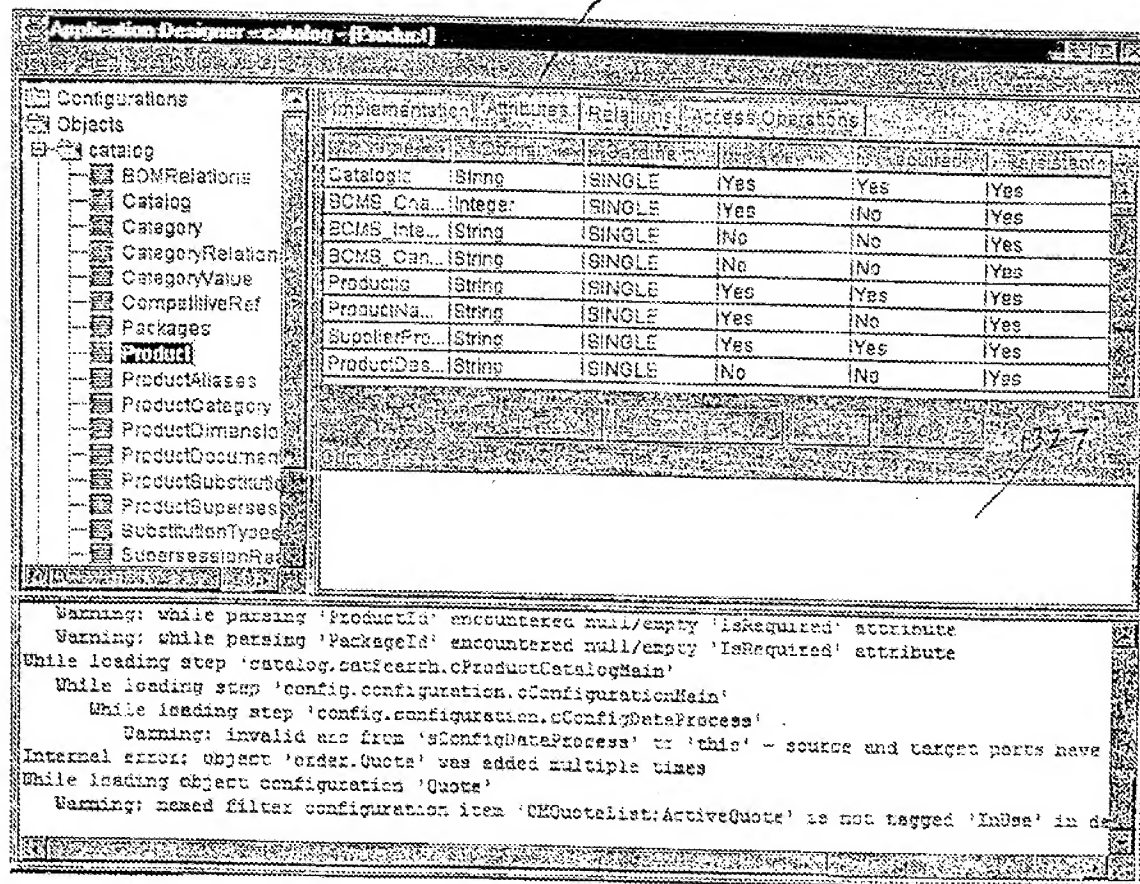 Application Designer - catalog - [Product]
Configurations
Objects
catalog
BOMRelations
Catalog
Category
CategoryRelation
CategoryValue
CompetitiveRef
Packages
Product
ProductAliases
ProductCategory
ProductDimensio
ProductDocumen
ProductSubstitutio
ProductSuperses
SubstitutionTypes
SupersessionRe
Implementation Attributes Relations Access Operations
CatalogId String SINGLE Yes Yes Yes
BCMS_Cha... Integer SINGLE Yes No Yes
BCMS_Inte... String SINGLE No No Yes
BCMS_Can... String SINGLE No No Yes
ProductId String SINGLE Yes Yes Yes
ProductNa... String SINGLE Yes No Yes
SupplierPro... String SINGLE Yes Yes Yes
ProductDes... String SINGLE No No Yes
1327
Warning: while parsing 'ProductId' encountered null/empty 'IsRequired' attribute
Warning: while parsing 'PackageId' encountered null/empty 'IsRequired' attribute
While loading step 'catalog.catSearch.cProductCatalogMain'
While loading step 'config.configuration.cConfigurationMain'
While loading step 'config.configuration.cConfigDataProcess'
Warning: invalid arc from 'sConfigDataProcess' to 'this' - source and target ports have
Internal error: object 'order.Quote' was added multiple times
While loading object configuration 'Quote'
Warning: named filter configuration item 'CMQuoteList:ActiveQuote' is not tagged 'InUse' in de